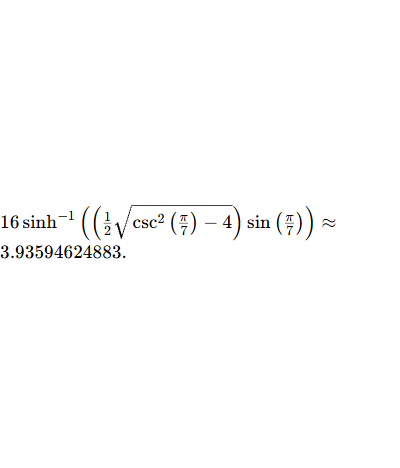 16 sinh⁻¹ ((1/2 √(csc² (π/7) − 4)) sin (π/7)) ≈
3.93594624883.